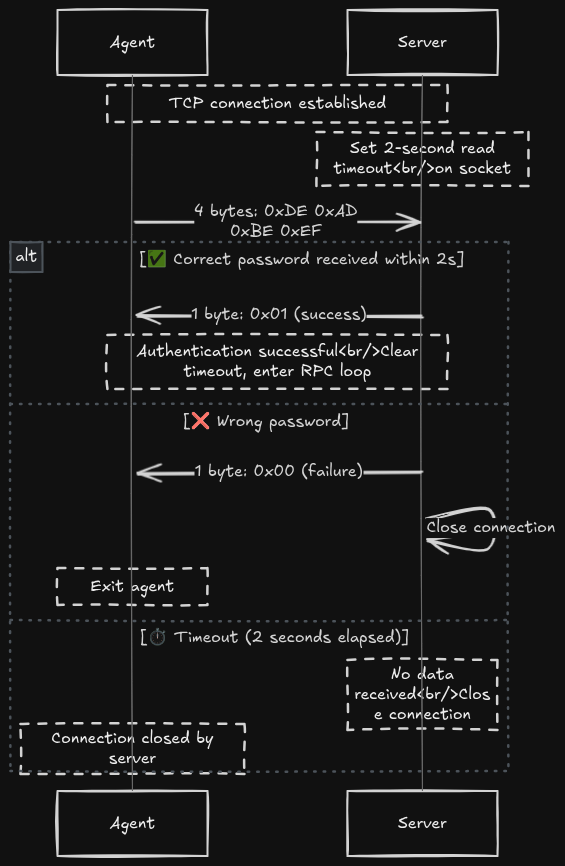 Agent
Server
TCP connection established
Set 2-second read
timeout<br/>on socket
4 bytes: 0xDE 0xAD
0xBE 0xEF
alt
[✅ Correct password received within 2s]
1 byte: 0x01 (success)
Authentication successful<br/>Clear
timeout, enter RPC loop
[❌ Wrong password]
1 byte: 0x00 (failure)
Close connection
Exit agent
[⏱ Timeout (2 seconds elapsed)]
No data
received<br/>Clos
e connection
Connection closed by
server
Agent
Server